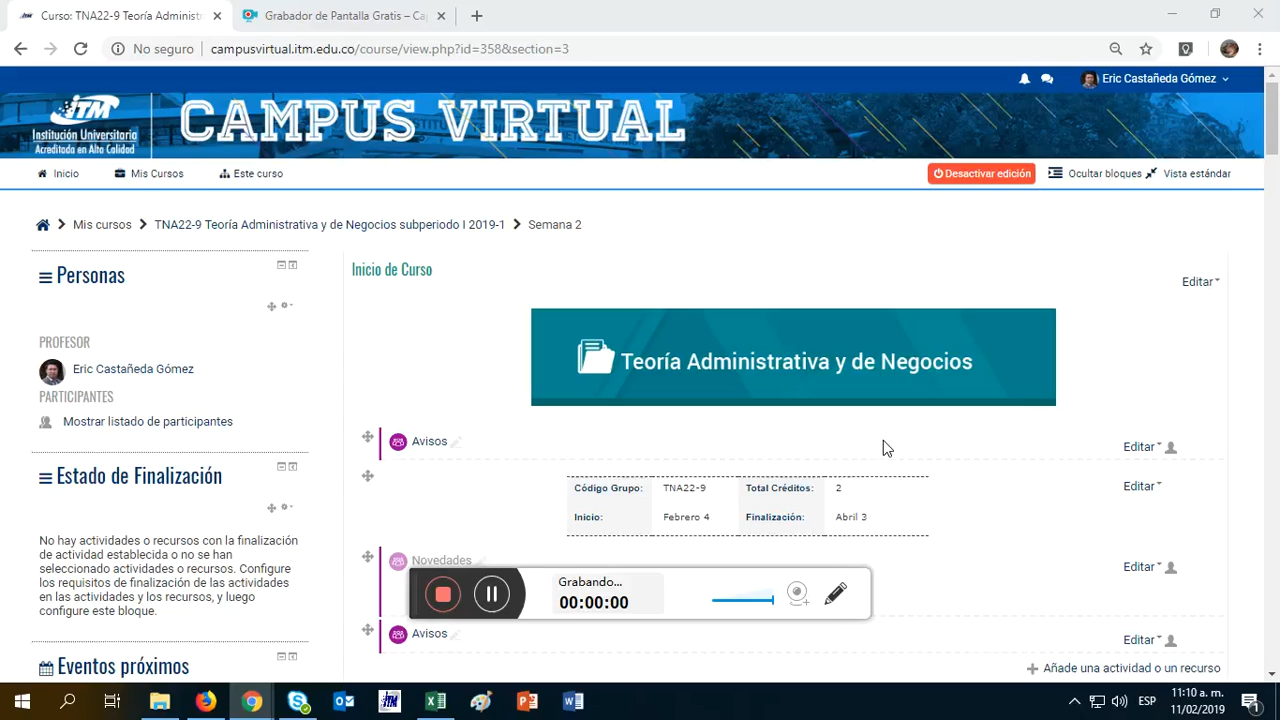 Curso: TNA22-9 Teoría Administr
Grabador de Pantalla Gratis – Ca
No seguro
campusvirtual.itm.edu.co/course/view.php?id=358&section=3
Eric Castañeda Gómez
iTM
Institución Universitaria
Acreditada en Alta Calidad
CAMPUS VIRTUAL
Inicio
Mis Cursos
Este curso
Desactivar edición
Ocultar bloques
Vista estándar
Mis cursos
TNA22-9 Teoría Administrativa y de Negocios subperiodo I 2019-1
Semana 2
Personas
PROFESOR
Eric Castañeda Gómez
PARTICIPANTES
Mostrar listado de participantes
Estado de Finalización
No hay actividades o recursos con la finalización
de actividad establecida o no se han
seleccionado actividades o recursos. Configure
los requisitos de finalización de las actividades
en las actividades y los recursos, y luego
configure este bloque.
Eventos próximos
Inicio de Curso
Editar
Teoría Administrativa y de Negocios
Avisos
Editar
Código Grupo: TNA22-9 Total Créditos: 2
Editar
Inicio: Febrero 4 Finalización: Abril 3
Novedades
Editar
Grabando...
00:00:00
Avisos
Editar
Añade una actividad o un recurso
iTM
ESP
11:10 a. m.
11/02/2019
1